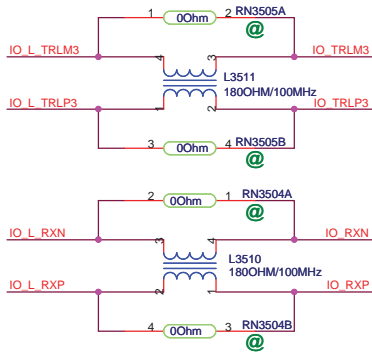 1 0Ohm 2 RN3505A
@
IO_L_TRLM3 4 3 IO_TRLM3
L3511
180OHM/100MHz
IO_L_TRLP3 1 2 IO_TRLP3
3 0Ohm 4 RN3505B
@
2 0Ohm 1 RN3504A
@
IO_L_RXN 3 4 IO_RXN
L3510
180OHM/100MHz
IO_L_RXP 2 1 IO_RXP
4 0Ohm 3 RN3504B
@